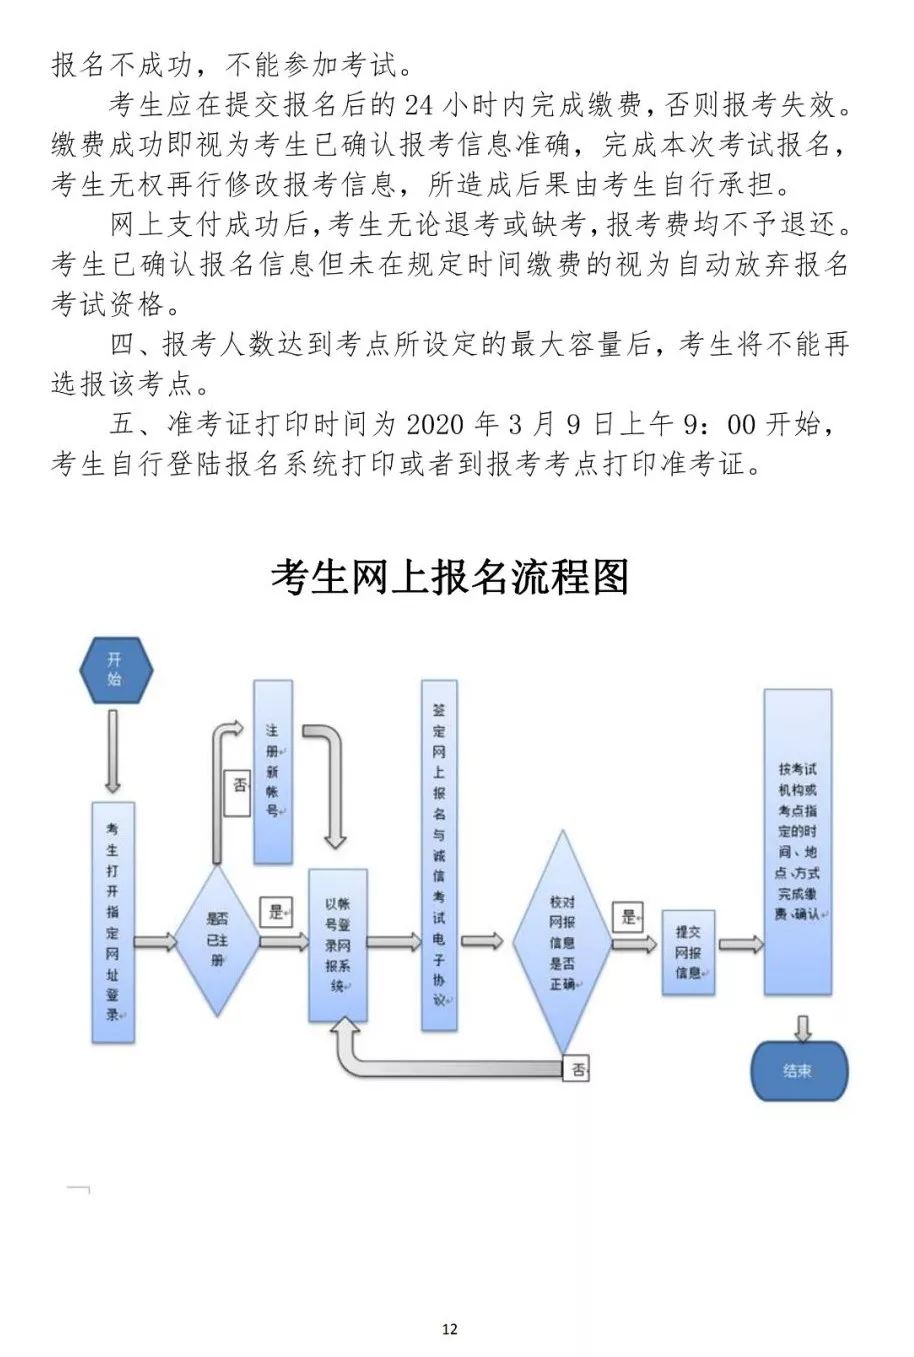 报名不成功，不能参加考试。
考生应在提交报名后的 24 小时内完成缴费，否则报考失效。
缴费成功即视为考生已确认报考信息准确，完成本次考试报名，
考生无权再行修改报考信息，所造成后果由考生自行承担。
网上支付成功后，考生无论退考或缺考，报考费均不予退还。
考生已确认报名信息但未在规定时间缴费的视为自动放弃报名
考试资格。
四、报考人数达到考点所设定的最大容量后，考生将不能再
选报该考点。
五、准考证打印时间为 2020 年 3 月 9 日上午 9：00 开始，
考生自行登陆报名系统打印或者到报考考点打印准考证。
考生网上报名流程图
开
始
考
生
打
开
指
定
网
址
登
录
是否
已注
册
否
注
册
新
帐
号
是
以帐
号登
录网
报系
统
签
定
网
上
报
名
与
诚
信
考
试
电
子
协
议
核对
网报
信息
是否
正确
否
是
提交
网报
信息
按考试
机构或
考点指
定的时
间、地
点、方式
完成缴
费、确认
结束
12